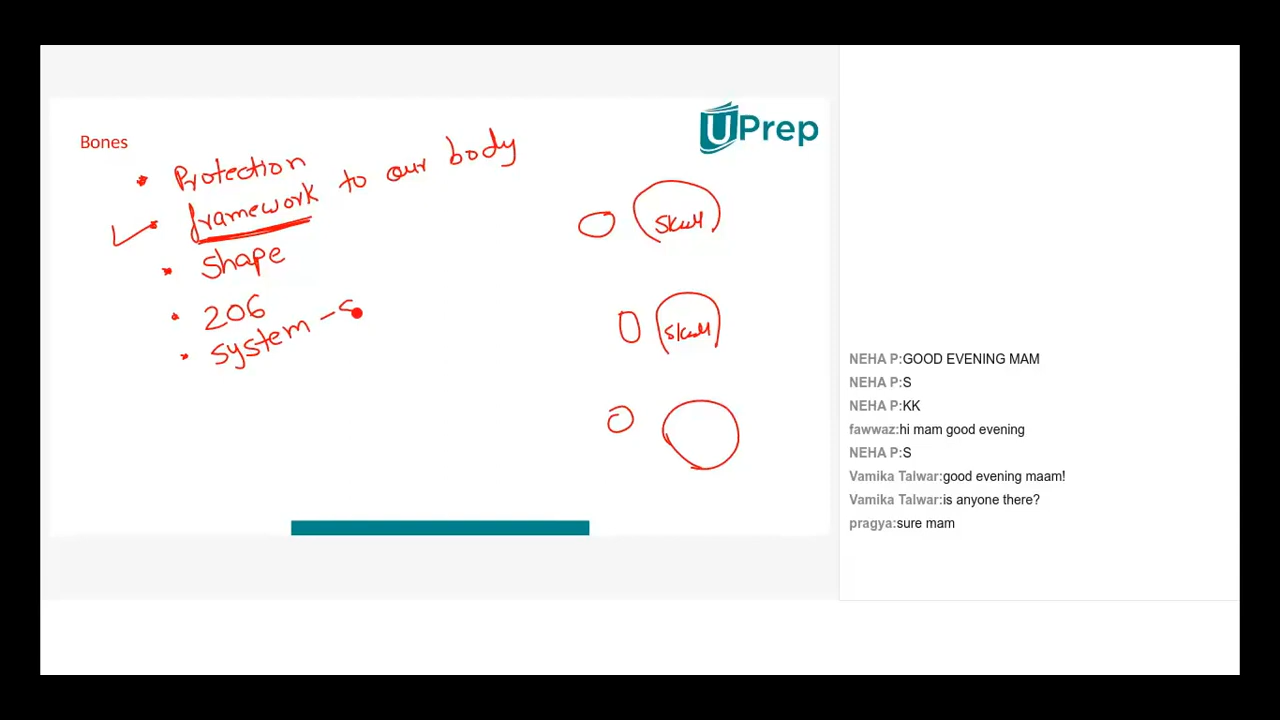 UPrep
Bones
Protection
framework to our body
shape
206
system - s
skull
skull
NEHA P:GOOD EVENING MAM
NEHA P:S
NEHA P:KK
fawwaz:hi mam good evening
NEHA P:S
Vamika Talwar:good evening maam!
Vamika Talwar:is anyone there?
pragya:sure mam